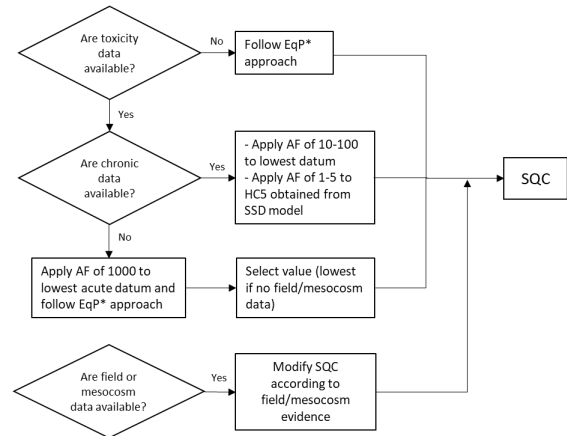 Are toxicity
data
available?
No
Follow EqP*
approach
Yes
Are chronic
data
available?
Yes
- Apply AF of 10-100
to lowest datum
- Apply AF of 1-5 to
HC5 obtained from
SSD model
SQC
No
Apply AF of 1000 to
lowest acute datum and
follow EqP* approach
Select value (lowest
if no field/mesocosm
data)
Are field or
mesocosm
data available?
Yes
Modify SQC
according to
field/mesocosm
evidence